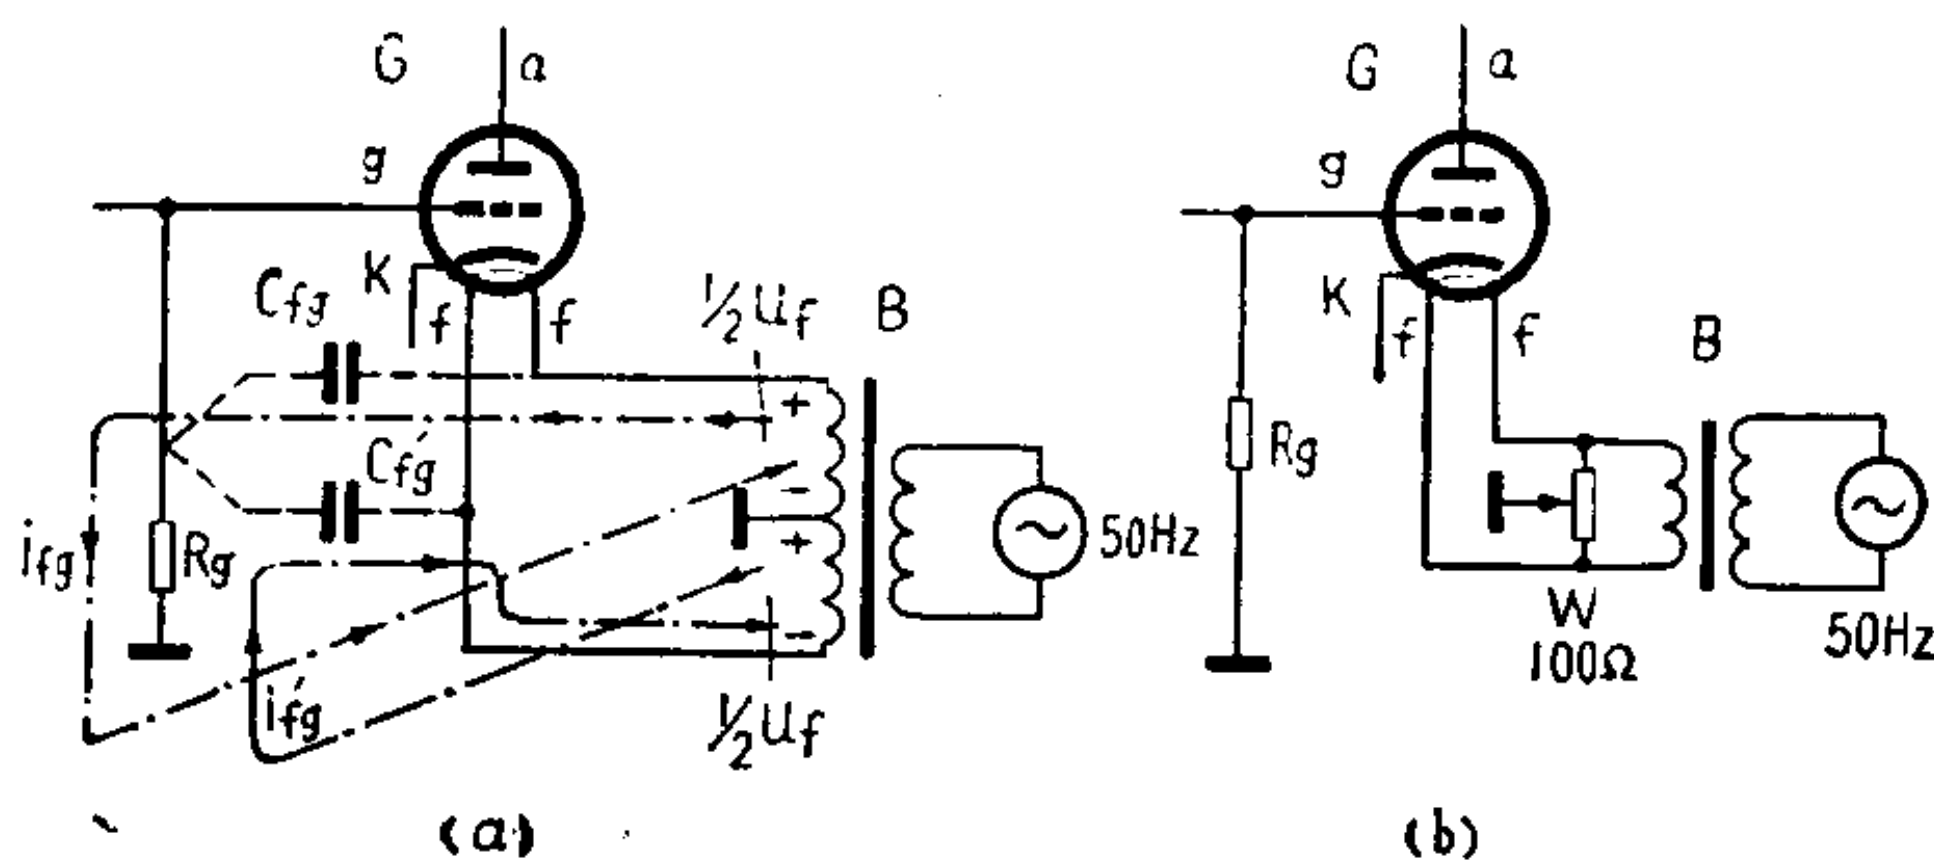 G a
g
K f f
Cfg
½Uf B
+
C'fg
−
+
ifg Rg
50Hz
−
i'fg
½Uf
(a)
G a
g
K f f
B
Rg
W
100Ω
50Hz
(b)